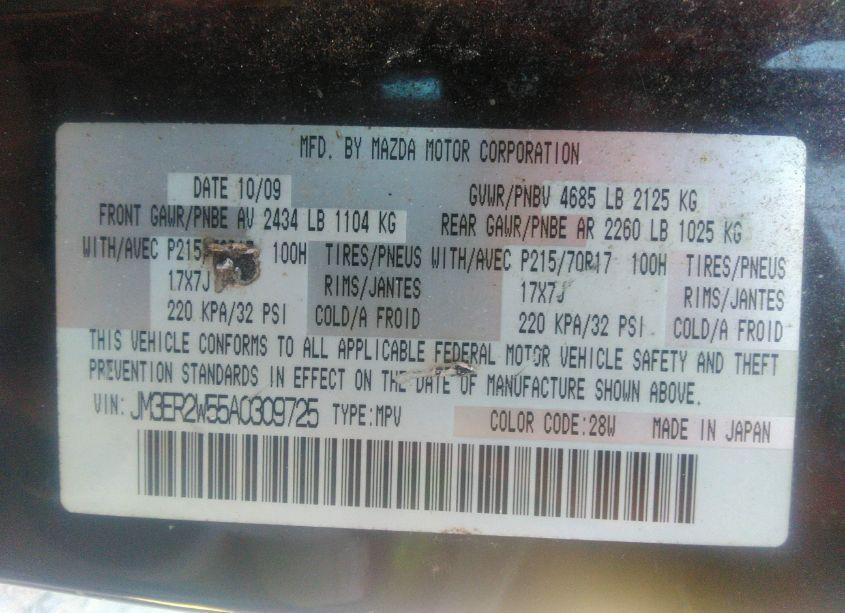 MFD. BY MAZDA MOTOR CORPORATION
DATE 10/09 GVWR/PNBV 4685 LB 2125 KG
FRONT GAWR/PNBE AV 2434 LB 1104 KG REAR GAWR/PNBE AR 2260 LB 1025 KG
WITH/AVEC P215 100H TIRES/PNEUS WITH/AVEC P215/70R17 100H TIRES/PNEUS
17X7J RIMS/JANTES 17X7J RIMS/JANTES
220 KPA/32 PSI COLD/A FROID 220 KPA/32 PSI COLD/A FROID
THIS VEHICLE CONFORMS TO ALL APPLICABLE FEDERAL MOTOR VEHICLE SAFETY AND THEFT
PREVENTION STANDARDS IN EFFECT ON THE DATE OF MANUFACTURE SHOWN ABOVE.
VIN: JM3ER2W55A0309725 TYPE:MPV COLOR CODE:28W MADE IN JAPAN